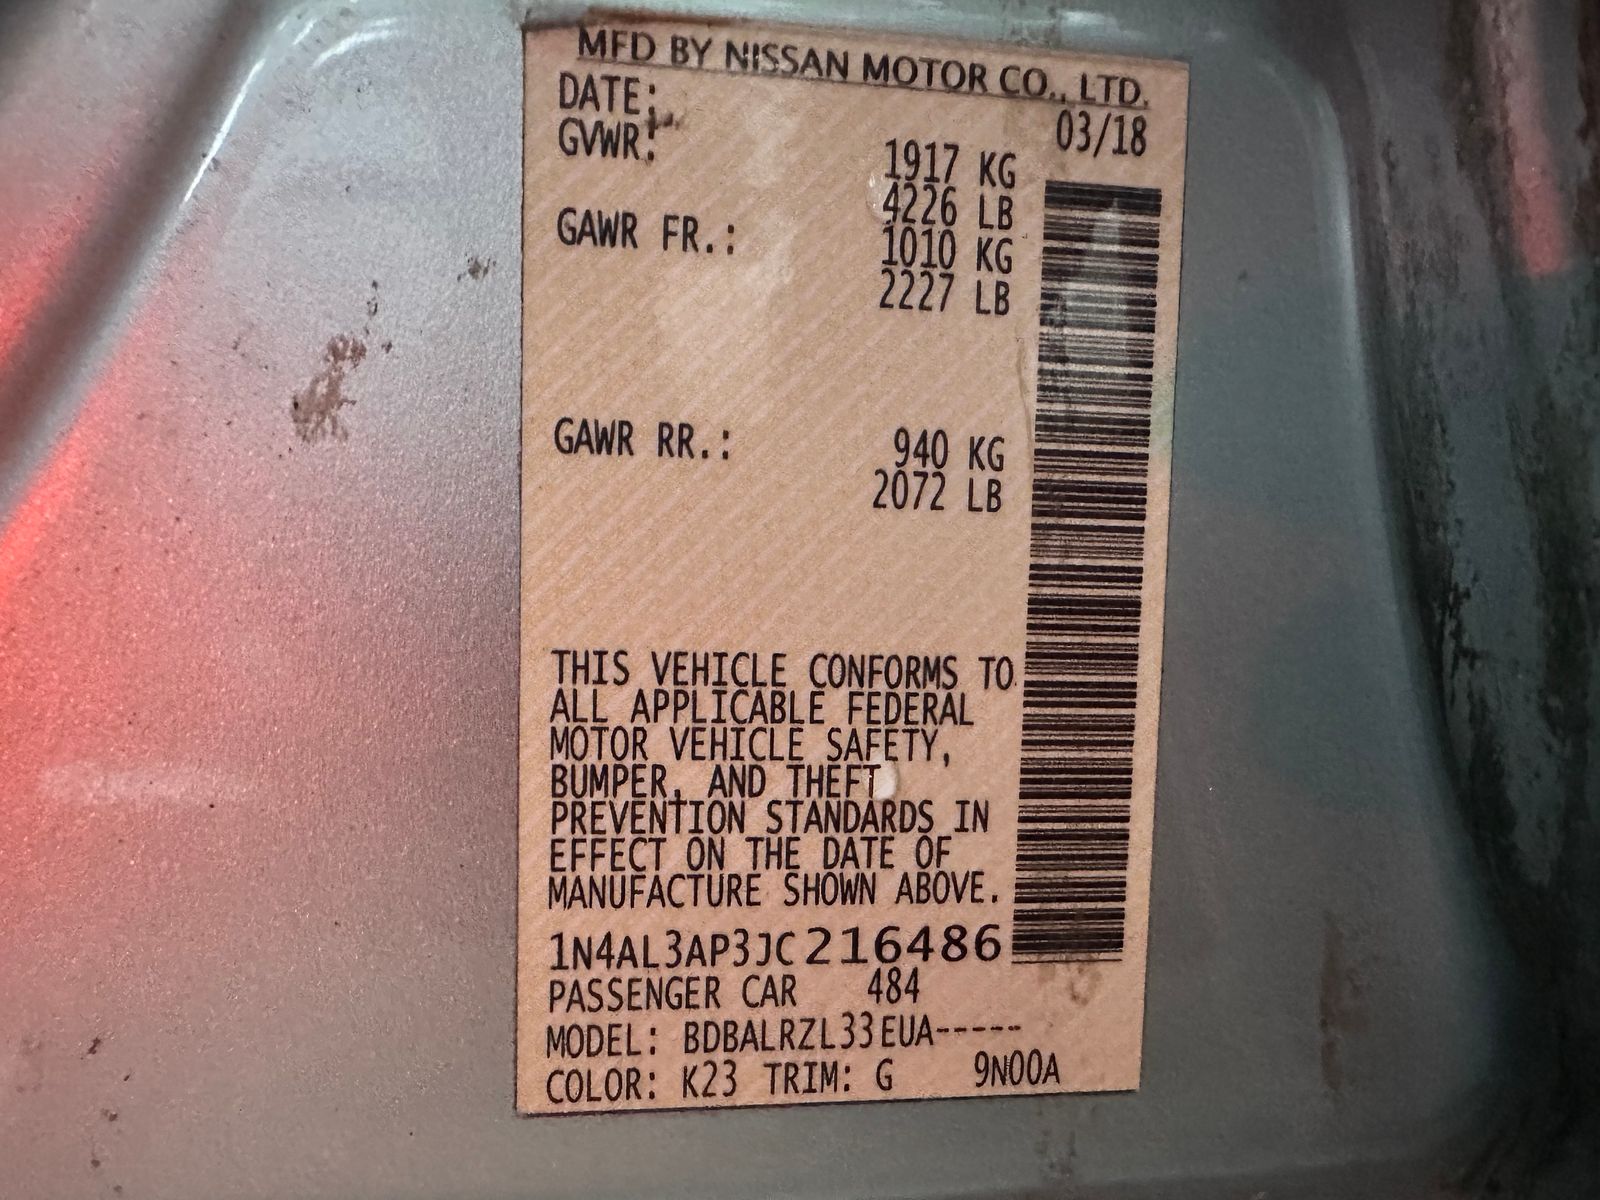 MFD BY NISSAN MOTOR CO., LTD.
DATE: 03/18
GVWR: 1917 KG
4226 LB
GAWR FR.: 1010 KG
2227 LB
GAWR RR.: 940 KG
2072 LB
THIS VEHICLE CONFORMS TO
ALL APPLICABLE FEDERAL
MOTOR VEHICLE SAFETY,
BUMPER, AND THEFT
PREVENTION STANDARDS IN
EFFECT ON THE DATE OF
MANUFACTURE SHOWN ABOVE.
1N4AL3AP3JC216486
PASSENGER CAR 484
MODEL: BDBALRZL33EUA-----
COLOR: K23 TRIM: G 9N00A